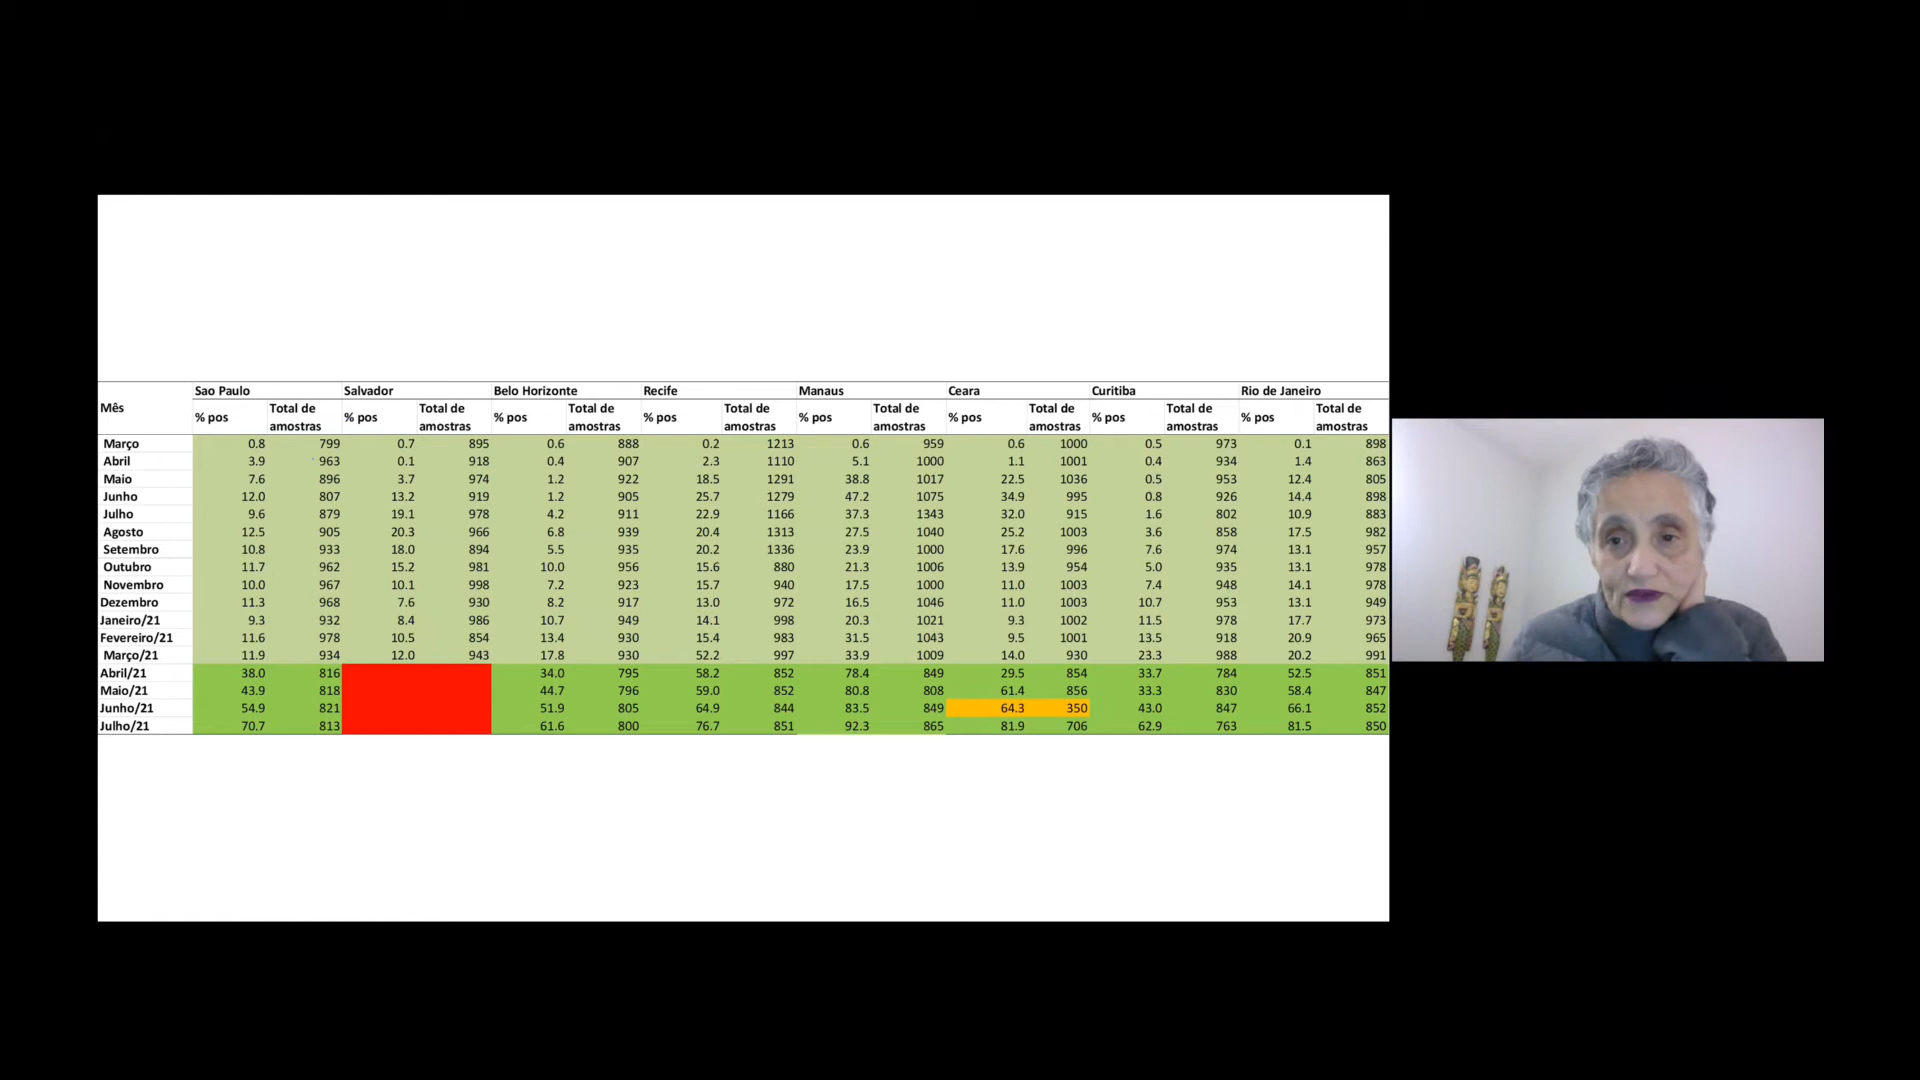 Sao Paulo Salvador Belo Horizonte Recife Manaus Ceara Curitiba Rio de Janeiro
Mês % pos Total de amostras % pos Total de amostras % pos Total de amostras % pos Total de amostras % pos Total de amostras % pos Total de amostras % pos Total de amostras % pos Total de amostras
Março 0.8 799 0.7 895 0.6 888 0.2 1213 0.6 959 0.6 1000 0.5 973 0.1 898
Abril 3.9 963 0.1 918 0.4 907 2.3 1110 5.1 1000 1.1 1001 0.4 934 1.4 863
Maio 7.6 896 3.7 974 1.2 922 18.5 1291 38.8 1017 22.5 1036 0.5 953 12.4 805
Junho 12.0 807 13.2 919 1.2 905 25.7 1279 47.2 1075 34.9 995 0.8 926 14.4 898
Julho 9.6 879 19.1 978 4.2 911 22.9 1166 37.3 1343 32.0 915 1.6 802 10.9 883
Agosto 12.5 905 20.3 966 6.8 939 20.4 1313 27.5 1040 25.2 1003 3.6 858 17.5 982
Setembro 10.8 933 18.0 894 5.5 935 20.2 1336 23.9 1000 17.6 996 7.6 974 13.1 957
Outubro 11.7 962 15.2 981 10.0 956 15.6 880 21.3 1006 13.9 954 5.0 935 13.1 978
Novembro 10.0 967 10.1 998 7.2 923 15.7 940 17.5 1000 11.0 1003 7.4 948 14.1 978
Dezembro 11.3 968 7.6 930 8.2 917 13.0 972 16.5 1046 11.0 1003 10.7 953 13.1 949
Janeiro/21 9.3 932 8.4 986 10.7 949 14.1 998 20.3 1021 9.3 1002 11.5 978 17.7 973
Fevereiro/21 11.6 978 10.5 854 13.4 930 15.4 983 31.5 1043 9.5 1001 13.5 918 20.9 965
Março/21 11.9 934 12.0 943 17.8 930 52.2 997 33.9 1009 14.0 930 23.3 988 20.2 991
Abril/21 38.0 816 34.0 795 58.2 852 78.4 849 29.5 854 33.7 784 52.5 851
Maio/21 43.9 818 44.7 796 59.0 852 80.8 808 61.4 856 33.3 830 58.4 847
Junho/21 54.9 821 51.9 805 64.9 844 83.5 849 64.3 350 43.0 847 66.1 852
Julho/21 70.7 813 61.6 800 76.7 851 92.3 865 81.9 706 62.9 763 81.5 850